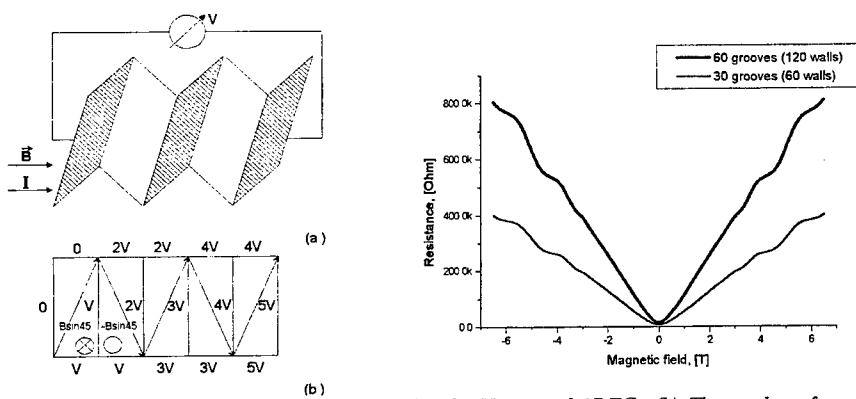 V
B
I
(a)
0 2V 2V 4V 4V
0 V 2V 3V 4V 5V
Bsin45 -Bsin45
V V 3V 3V 5V
(b)
60 grooves (120 walls)
30 grooves (60 walls)
800.0k
600.0k
400.0k
200.0k
0.0
Resistance, [Ohm]
-6 -4 -2 0 2 4 6
Magnetic field, [T]